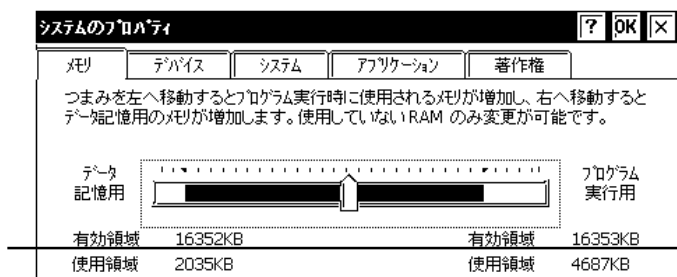 システムのプロパティ ? OK ×
メモリ デバイス システム アプリケーション 著作権
つまみを左へ移動するとプログラム実行時に使用されるメモリが増加し、右へ移動すると
データ記憶用のメモリが増加します。使用していないRAM のみ変更が可能です。
データ
記憶用
プログラム
実行用
有効領域 16352KB 有効領域 16353KB
使用領域 2035KB 使用領域 4687KB